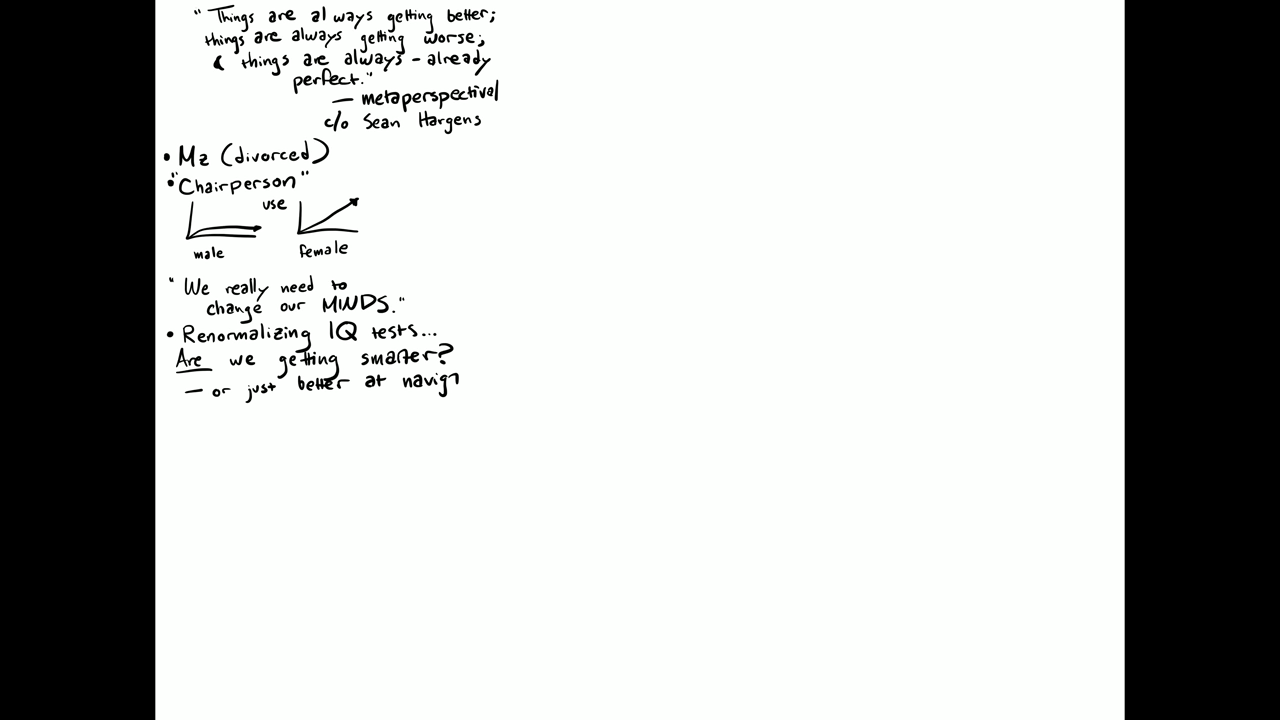 "Things are always getting better;
things are always getting worse;
& things are always-already
perfect."
— metaperspectival
c/o Sean Hargens
• Mz (divorced)
• "Chairperson"
use
male female
"We really need to
change our MINDS."
• Renormalizing IQ tests...
Are we getting smarter?
— or just better at navig